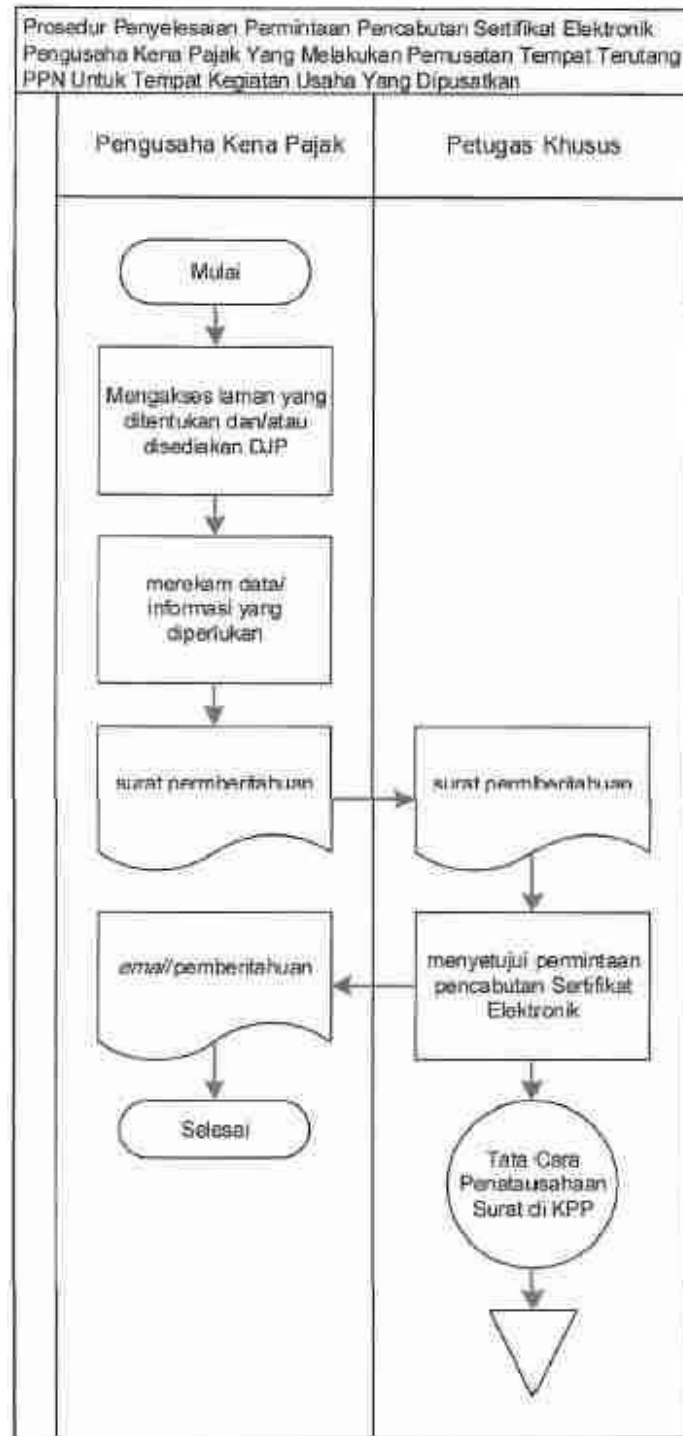 Prosedur Penyelesaian Permintaan Pencabutan Sertifikat Elektronik
Pengusaha Kena Pajak Yang Melakukan Pemusatan Tempat Terutang
PPN Untuk Tempat Kegiatan Usaha Yang Dipusatkan
Pengusaha Kena Pajak
Petugas Khusus
Mulai
Mengakses laman yang
ditentukan dan/atau
disediakan DJP
merekam data/
informasi yang
diperlukan
surat permberitahuan
surat permberitahuan
email pemberitahuan
menyetujui permintaan
pencabutan Sertifikat
Elektronik
Selesai
Tata Cara
Penatausahaan
Surat di KPP